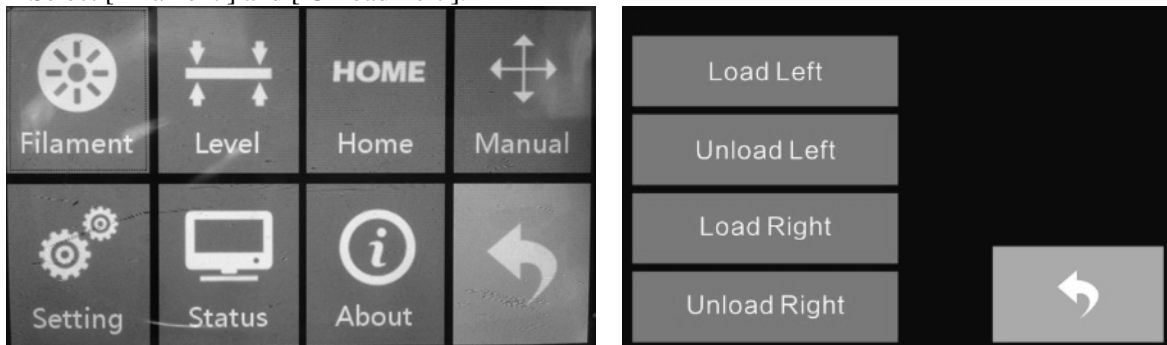 HOME
Filament Level Home Manual
Setting Status About
Load Left
Unload Left
Load Right
Unload Right